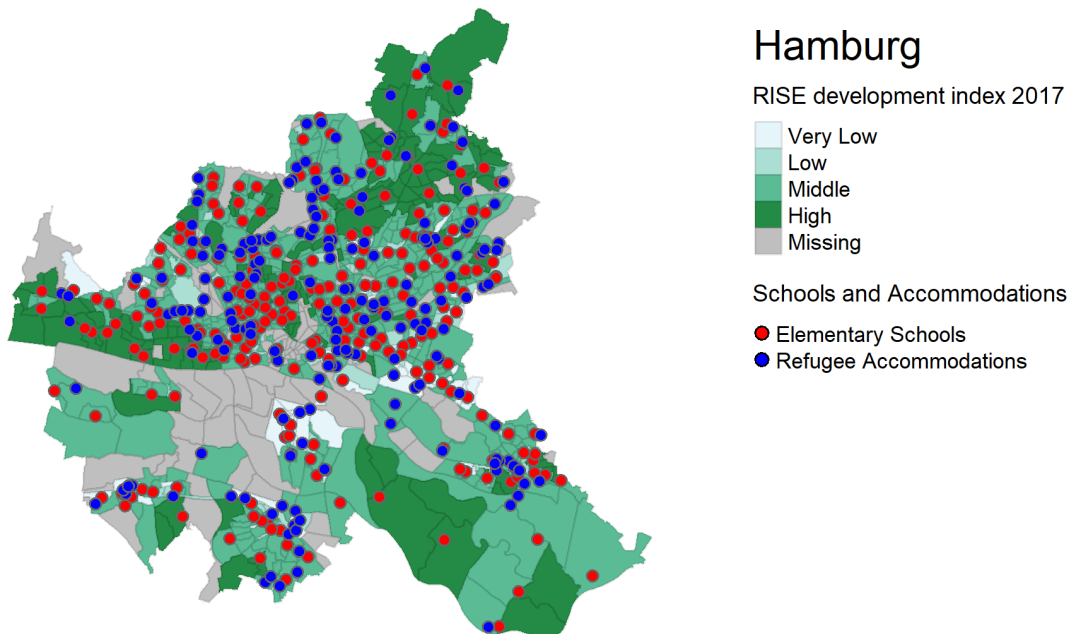 Hamburg
RISE development index 2017
Very Low
Low
Middle
High
Missing
Schools and Accommodations
Elementary Schools
Refugee Accommodations